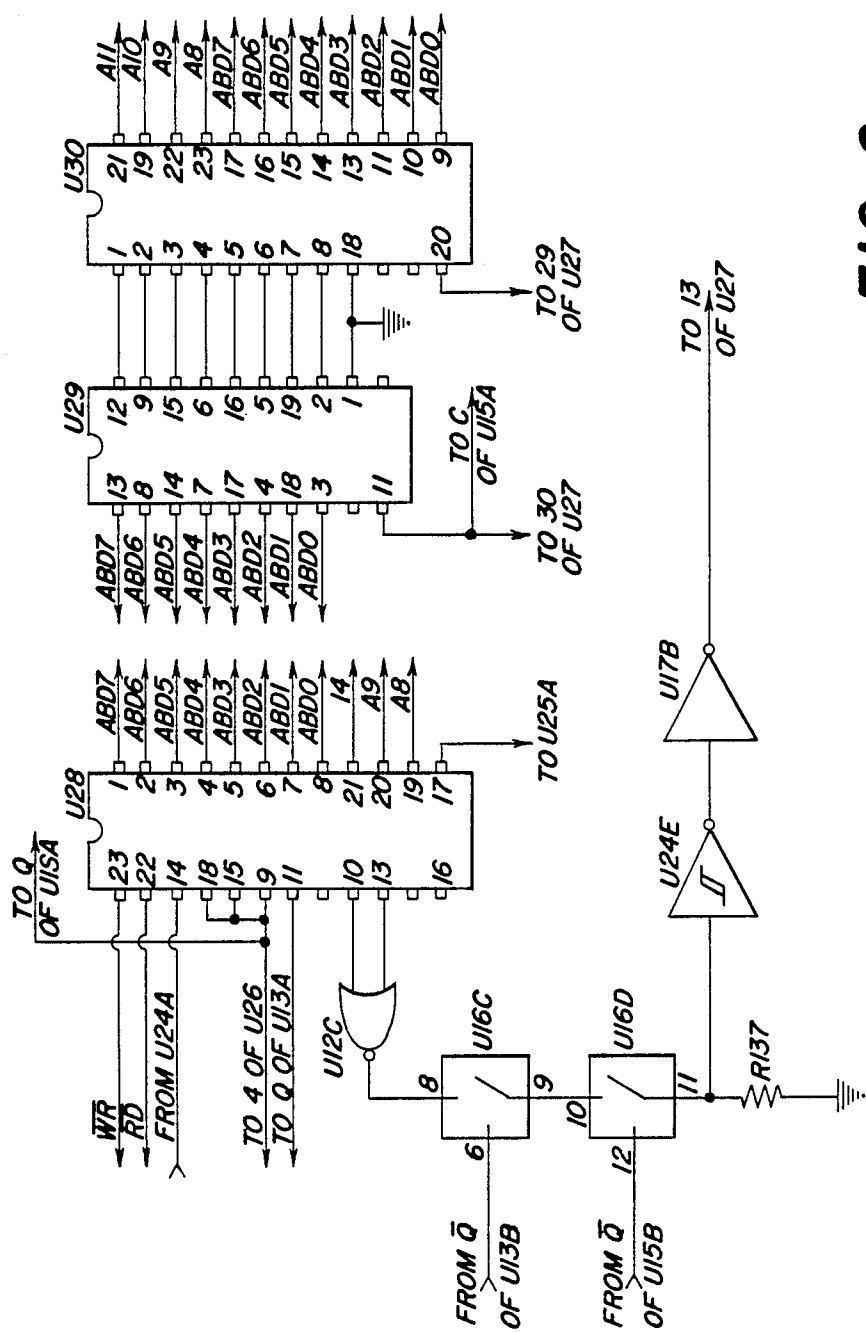 U28
TO Q
OF U15A
W̅R̅
R̅D̅
FROM U24A
TO 4 OF U26
TO Q OF U13A
23
22
14
18
15
9
11
10
13
16
1
2
3
4
5
6
7
8
21
20
19
17
ABD7
ABD6
ABD5
ABD4
ABD3
ABD2
ABD1
ABD0
14
A9
A8
TO U25A
U29
ABD7
ABD6
ABD5
ABD4
ABD3
ABD2
ABD1
ABD0
13
8
14
7
17
4
18
3
11
12
9
15
6
16
5
19
2
1
TO C
OF U15A
TO 30
OF U27
U30
1
2
3
4
5
6
7
8
18
20
21
19
22
23
17
16
15
14
13
11
10
9
A11
A10
A9
A8
ABD7
ABD6
ABD5
ABD4
ABD3
ABD2
ABD1
ABD0
TO 29
OF U27
U12C
U16C
8
9
6
FROM Q̅
OF U13B
U16D
10
11
12
FROM Q̅
OF U15B
R137
U24E
U17B
TO 13
OF U27